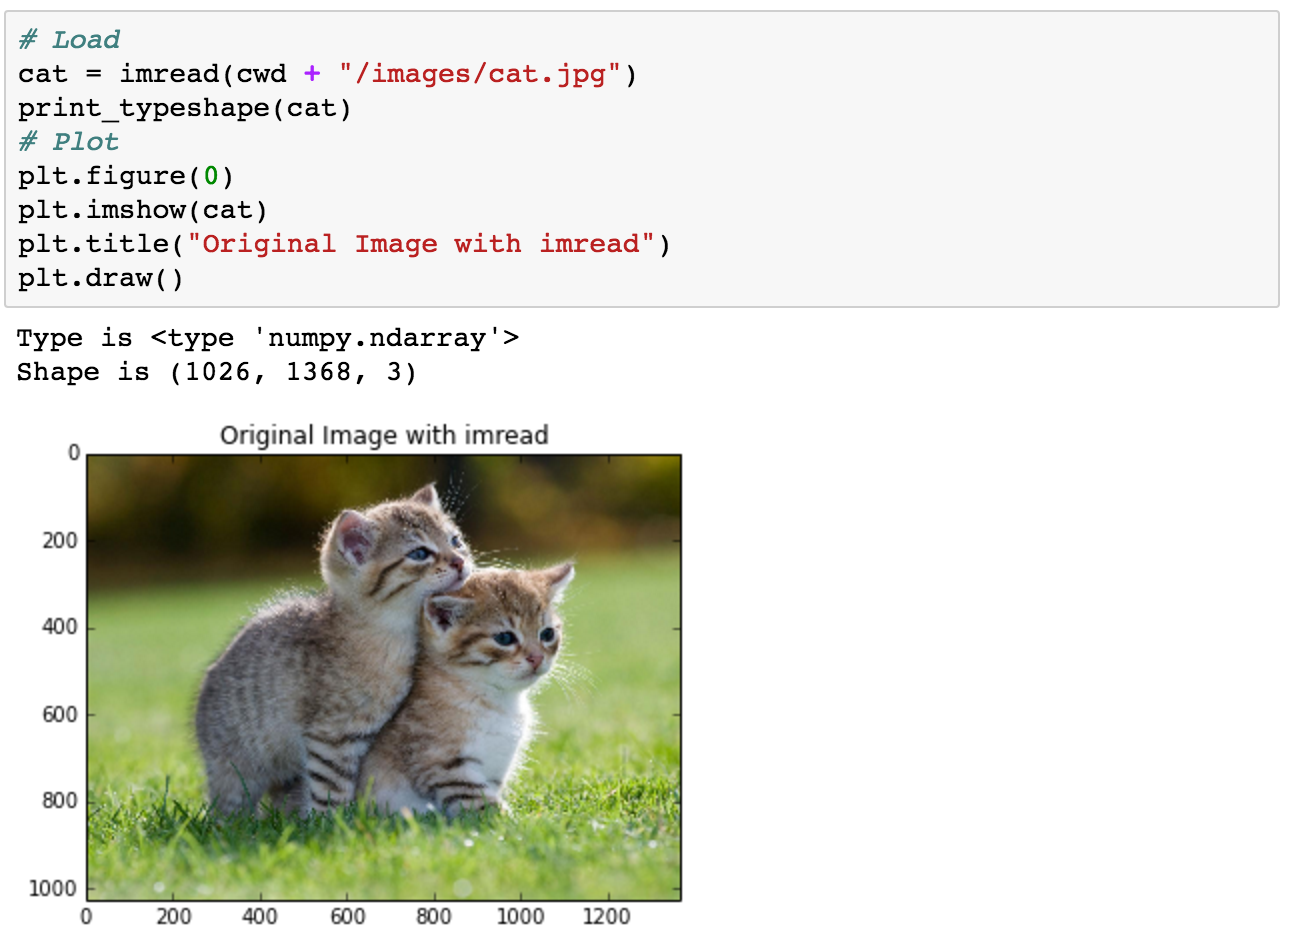 # Load
cat = imread(cwd + "/images/cat.jpg")
print_typeshape(cat)
# Plot
plt.figure(0)
plt.imshow(cat)
plt.title("Original Image with imread")
plt.draw()
Type is <type 'numpy.ndarray'>
Shape is (1026, 1368, 3)
Original Image with imread
0
200
400
600
800
1000
0 200 400 600 800 1000 1200